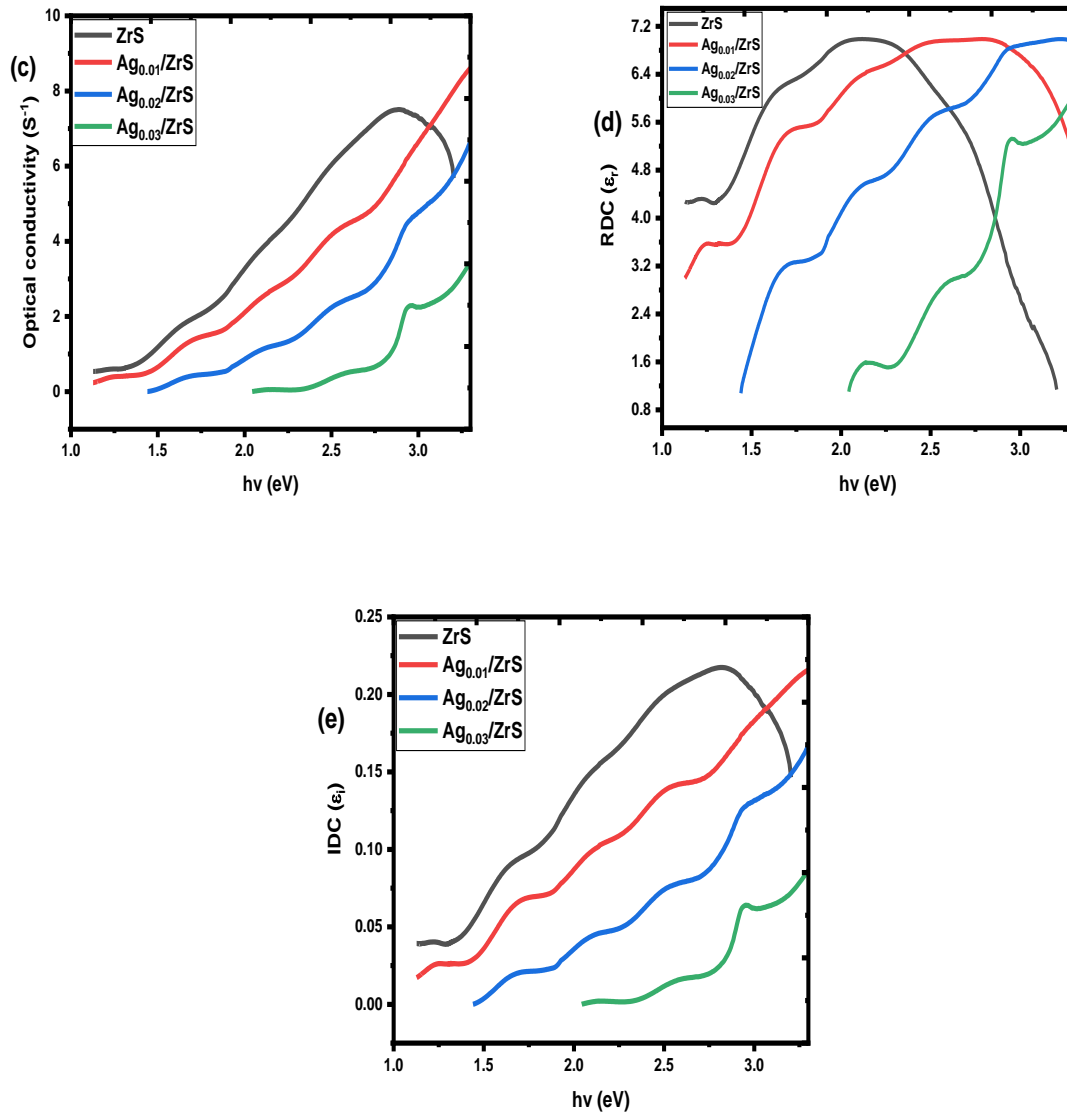 (c)
ZrS
Ag0.01/ZrS
Ag0.02/ZrS
Ag0.03/ZrS
Optical conductivity (S⁻¹)
10
8
6
4
2
0
1.0 1.5 2.0 2.5 3.0
hν (eV)
(d)
ZrS
Ag0.01/ZrS
Ag0.02/ZrS
Ag0.03/ZrS
RDC (εr)
7.2
6.4
5.6
4.8
4.0
3.2
2.4
1.6
0.8
1.0 1.5 2.0 2.5 3.0
hν (eV)
(e)
ZrS
Ag0.01/ZrS
Ag0.02/ZrS
Ag0.03/ZrS
IDC (εi)
0.25
0.20
0.15
0.10
0.05
0.00
1.0 1.5 2.0 2.5 3.0
hν (eV)